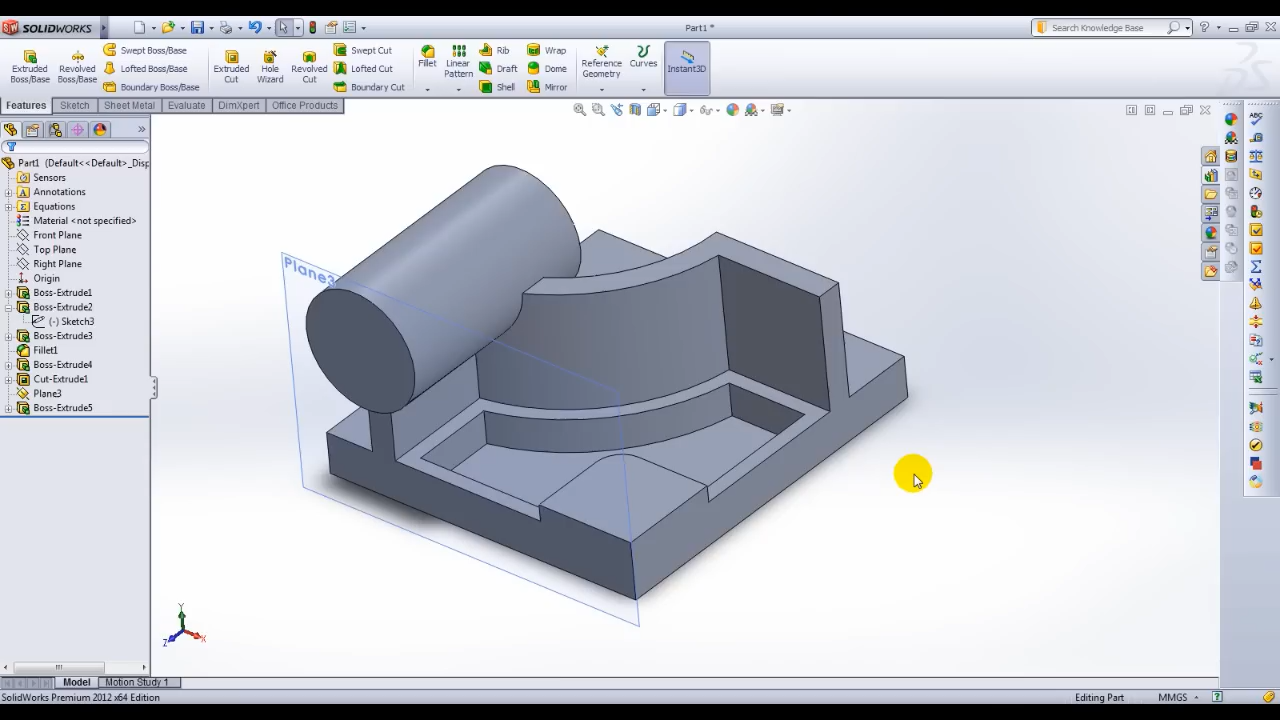 SOLIDWORKS
Part1 *
Search Knowledge Base
Extruded Boss/Base
Revolved Boss/Base
Swept Boss/Base
Lofted Boss/Base
Boundary Boss/Base
Extruded Cut
Hole Wizard
Revolved Cut
Swept Cut
Lofted Cut
Boundary Cut
Fillet
Linear Pattern
Rib
Draft
Shell
Wrap
Dome
Mirror
Reference Geometry
Curves
Instant3D
Features Sketch Sheet Metal Evaluate DimXpert Office Products
Part1 (Default<<Default>_Disp
Sensors
Annotations
Equations
Material <not specified>
Front Plane
Top Plane
Right Plane
Origin
Boss-Extrude1
Boss-Extrude2
(-) Sketch3
Boss-Extrude3
Fillet1
Boss-Extrude4
Cut-Extrude1
Plane3
Boss-Extrude5
Plane3
Y
Z
X
ABC
Model Motion Study 1
SolidWorks Premium 2012 x64 Edition
Editing Part
MMGS